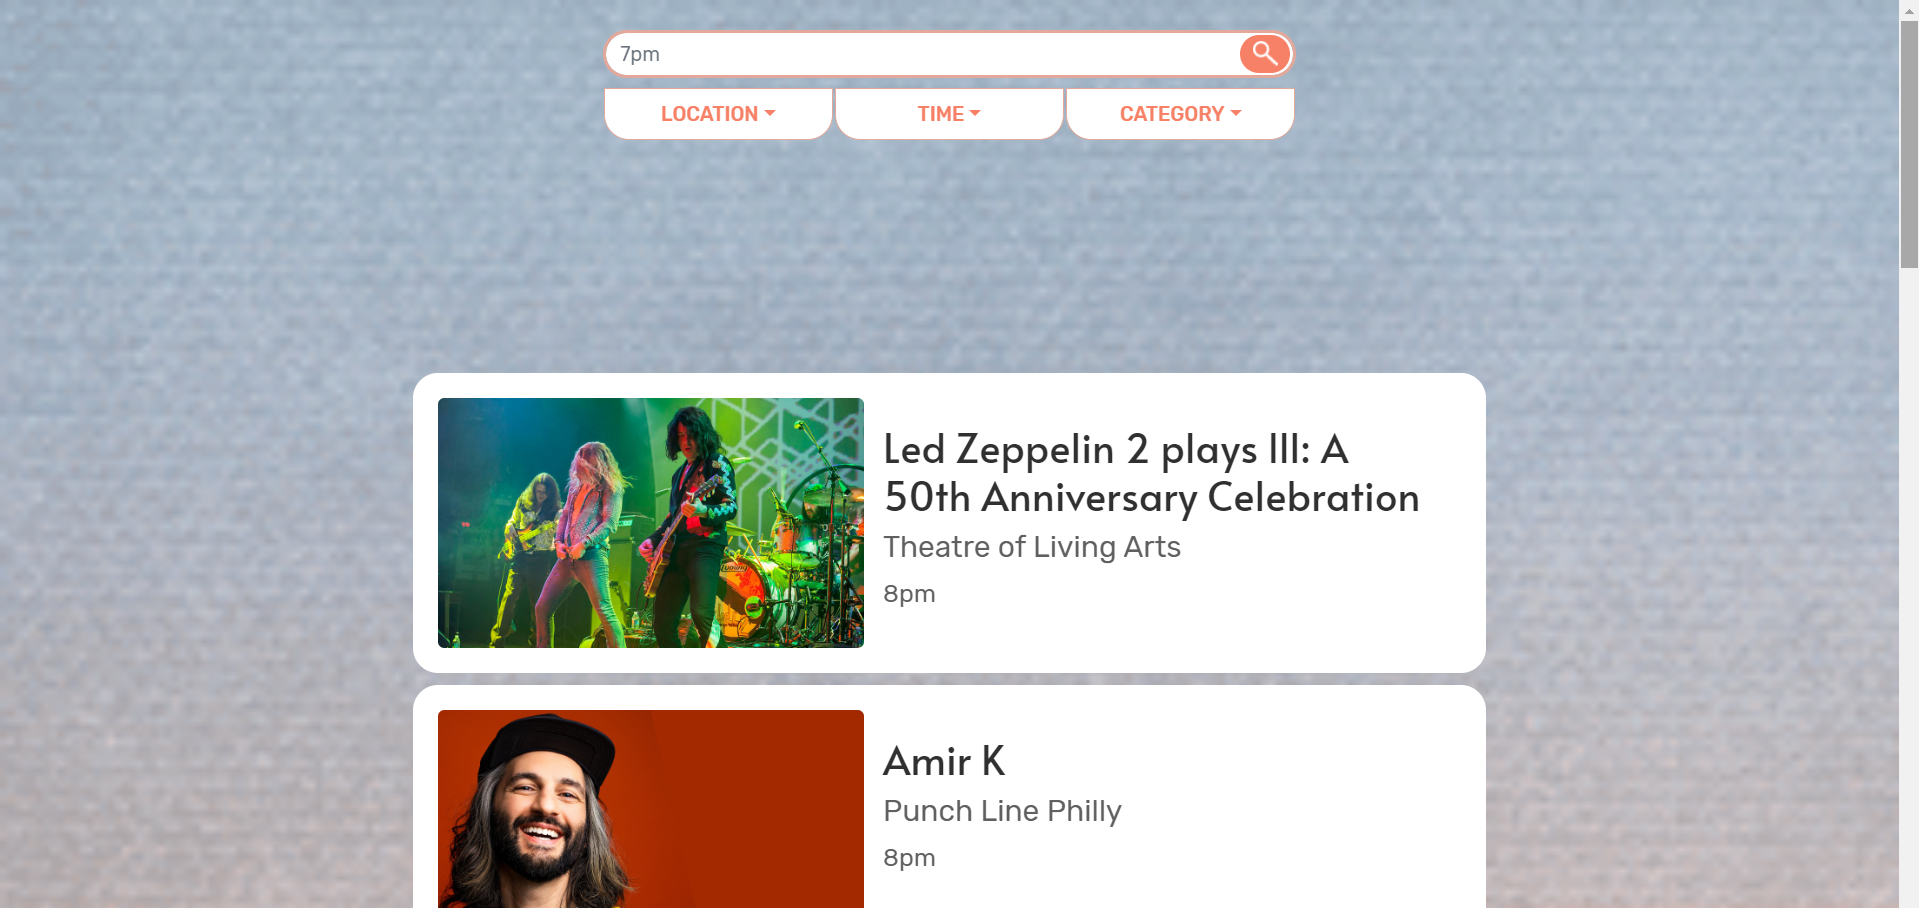 7pm
LOCATION
TIME
CATEGORY
Led Zeppelin 2 plays III: A
50th Anniversary Celebration
Theatre of Living Arts
8pm
Ludwig
Amir K
Punch Line Philly
8pm